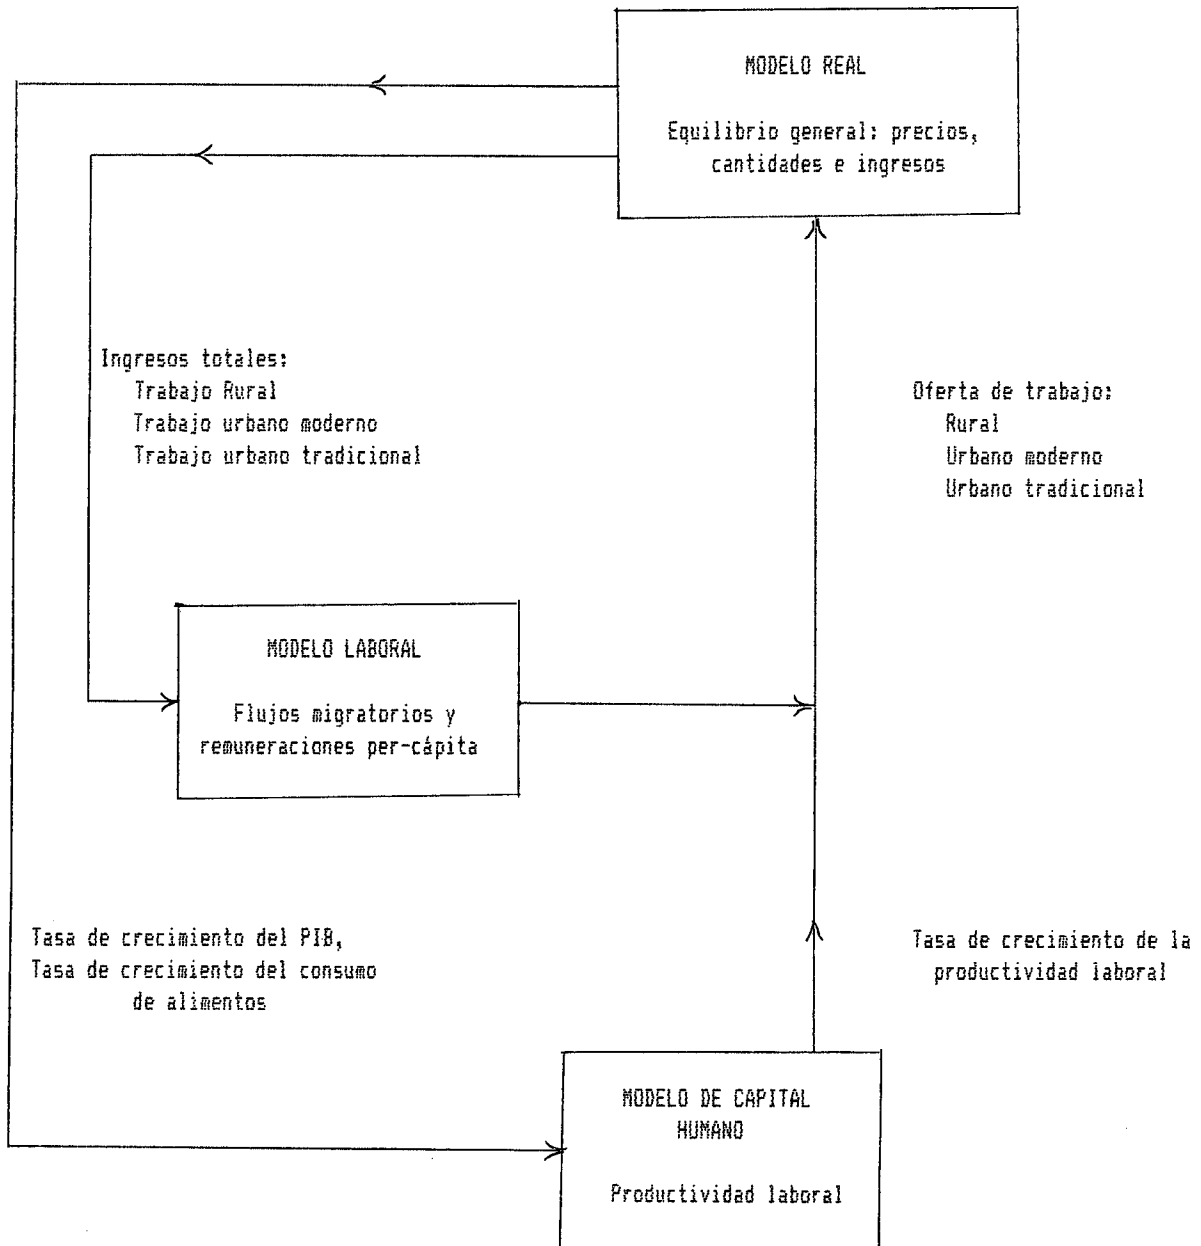 MODELO REAL
Equilibrio general: precios,
cantidades e ingresos
Ingresos totales:
Trabajo Rural
Trabajo urbano moderno
Trabajo urbano tradicional
Oferta de trabajo:
Rural
Urbano moderno
Urbano tradicional
MODELO LABORAL
Flujos migratorios y
remuneraciones per-cápita
Tasa de crecimiento del PIB,
Tasa de crecimiento del consumo
de alimentos
Tasa de crecimiento de la
productividad laboral
MODELO DE CAPITAL
HUMANO
Productividad laboral